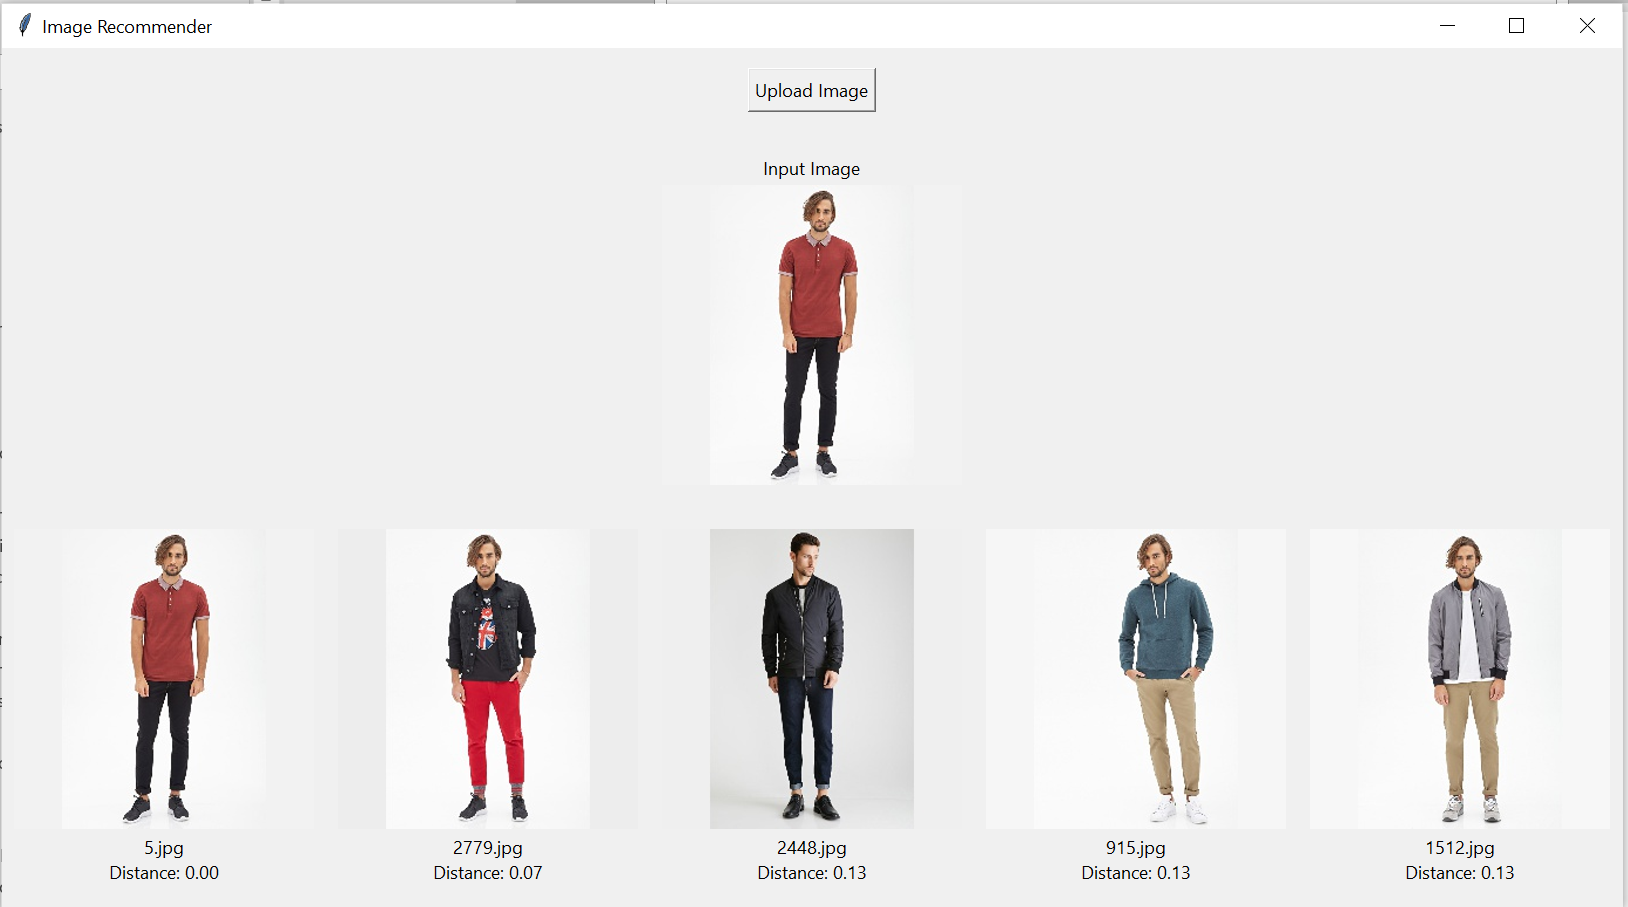 Image Recommender
Upload Image
Input Image
5.jpg
Distance: 0.00
2779.jpg
Distance: 0.07
2448.jpg
Distance: 0.13
915.jpg
Distance: 0.13
1512.jpg
Distance: 0.13